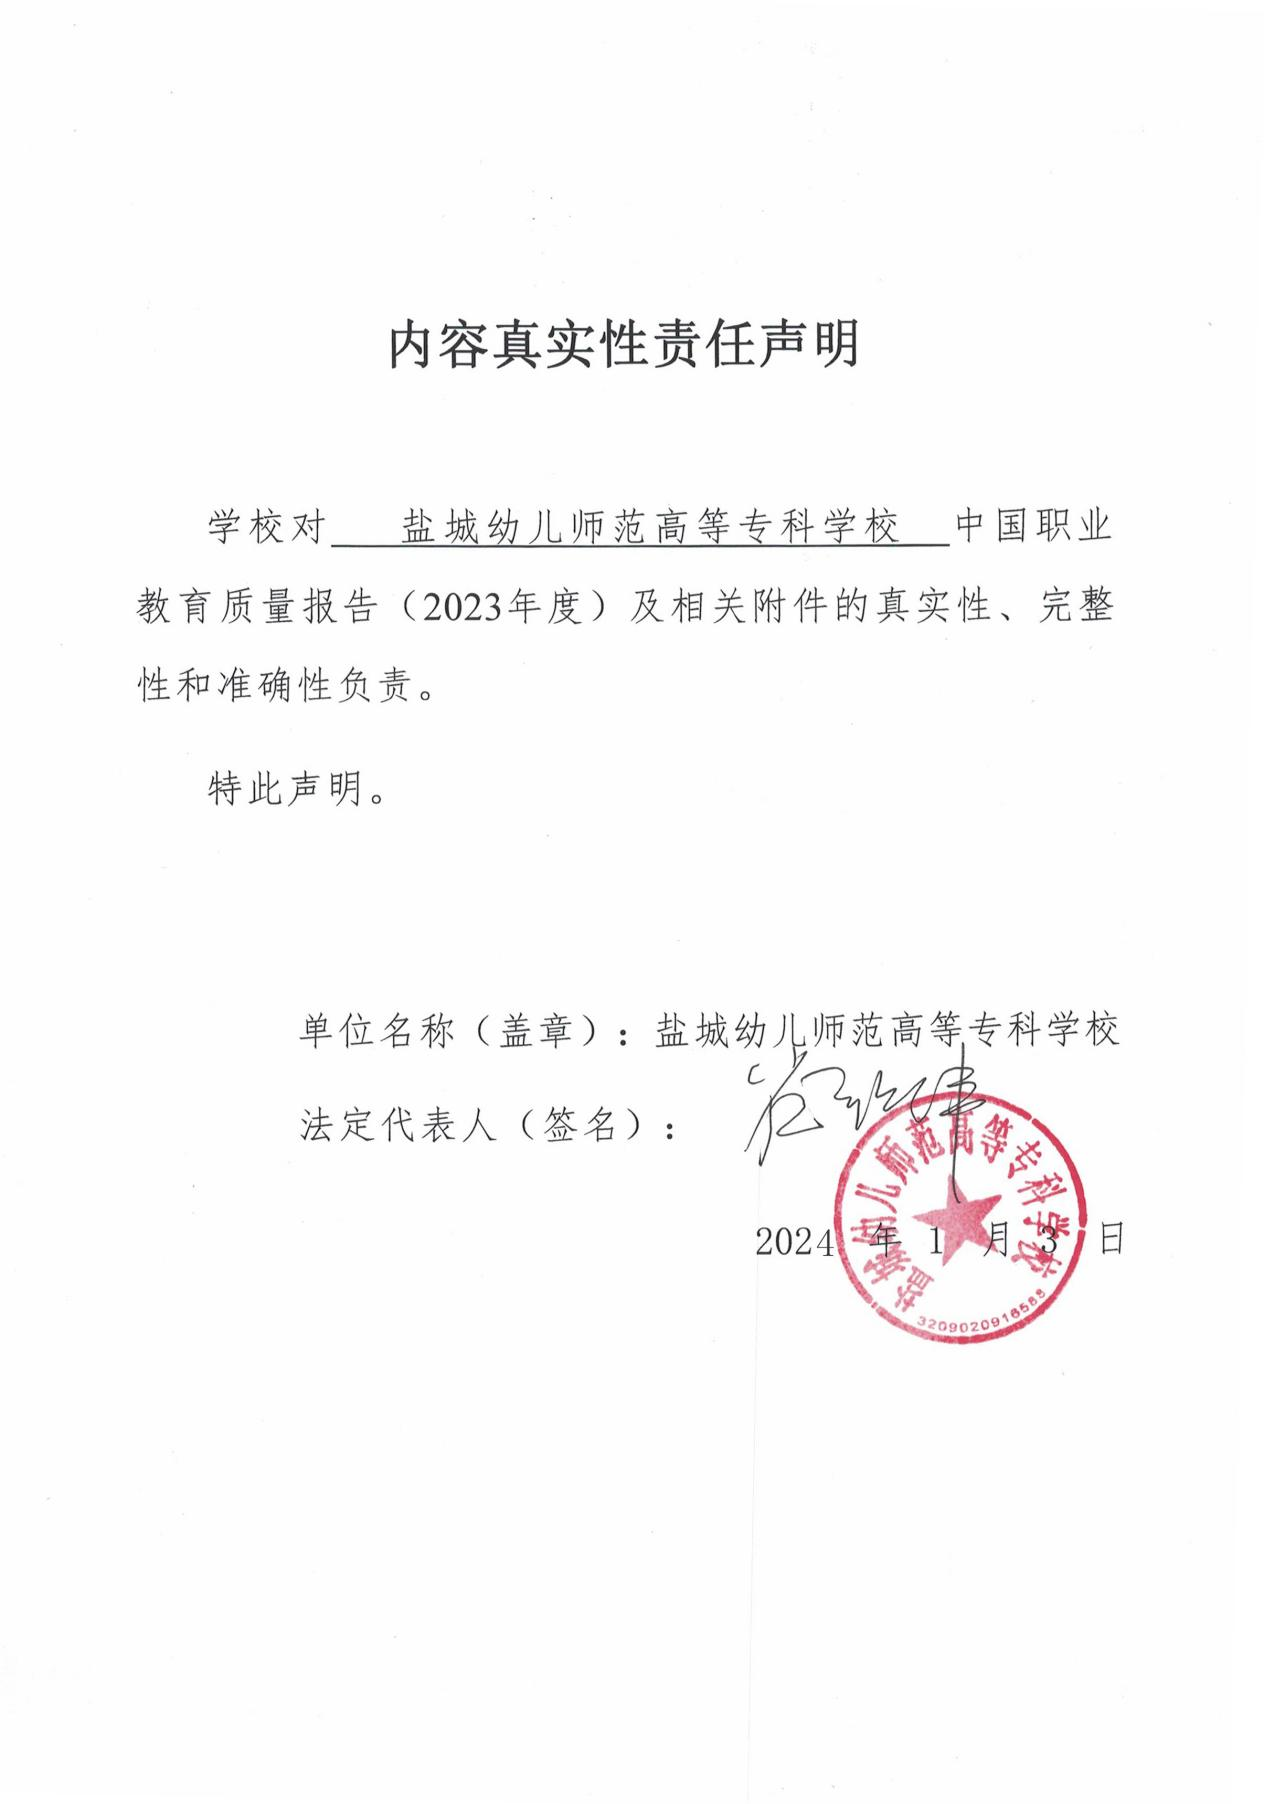 内容真实性责任声明
学校对 盐城幼儿师范高等专科学校 中国职业
教育质量报告（2023年度）及相关附件的真实性、完整
性和准确性负责。
特此声明。
单位名称（盖章）：盐城幼儿师范高等专科学校
法定代表人（签名）：
2024 年 1 月 3 日
盐城幼儿师范高等专科学校
3209020916588